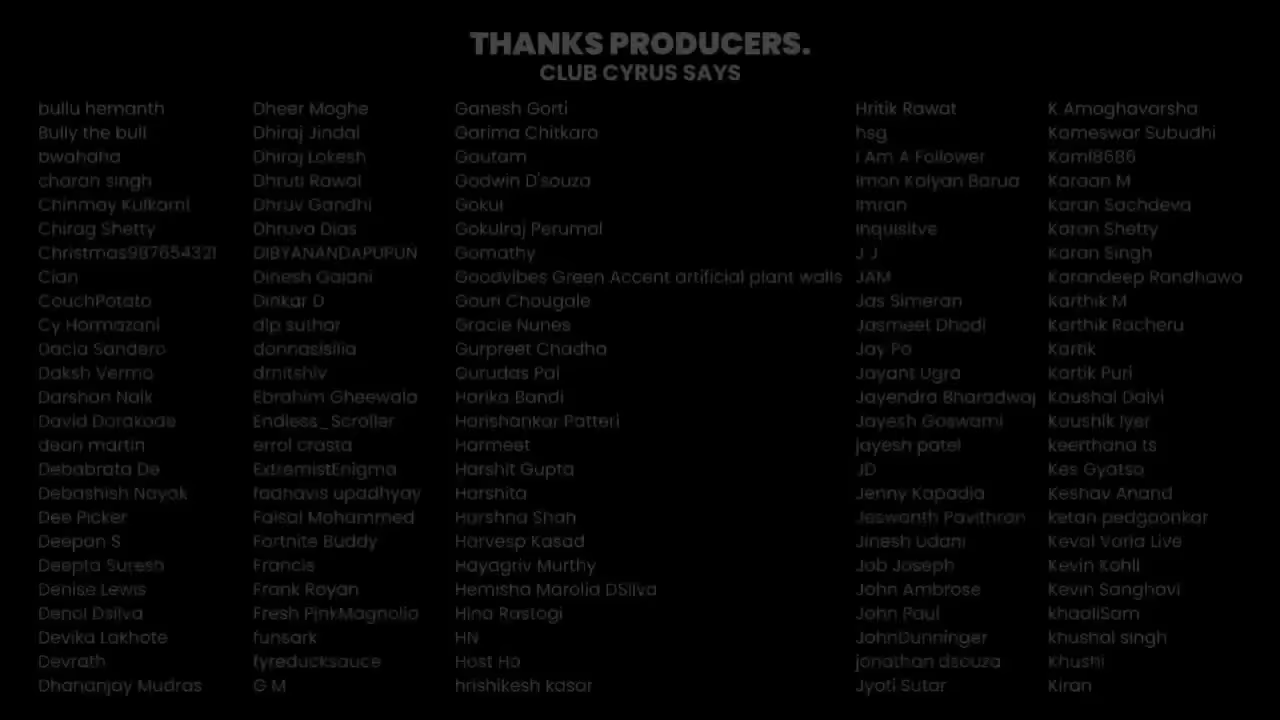 THANKS PRODUCERS.
CLUB CYRUS SAYS
bullu hemanth
Bully the bull
bwahaha
charan singh
Chinmay Kulkarni
Chirag Shetty
Christmas987654321
Cian
CouchPotato
Cy Hormazani
Dacia Sandero
Daksh Verma
Darshan Naik
David Darakode
dean martin
Debabrata De
Debashish Nayak
Dee Picker
Deepan S
Deepta Suresh
Denise Lewis
Denol Dsilva
Devika Lakhote
Devrath
Dhananjay Mudras
Dheer Moghe
Dhiraj Jindal
Dhiraj Lokesh
Dhruti Rawal
Dhruv Gandhi
Dhruva Dias
DIBYANANDAPUPUN
Dinesh Gajani
Dinkar D
dlp suthar
donnasisilia
drnitshiv
Ebrahim Gheewala
Endless_Scroller
errol crasta
ExtremistEnigma
faahavis upadhyay
Faisal Mohammed
Fortnite Buddy
Francis
Frank Royan
Fresh PinkMagnolia
funsark
fyreducksauce
G M
Ganesh Gorti
Garima Chitkara
Gautam
Godwin D'souza
Gokul
Gokulraj Perumal
Gomathy
Goodvibes Green Accent artificial plant walls
Gouri Chougale
Gracie Nunes
Gurpreet Chadha
Gurudas Pai
Harika Bandi
Harishankar Patteri
Harmeet
Harshit Gupta
Harshita
Harshna Shah
Harvesp Kasad
Hayagriv Murthy
Hemisha Marolia DSilva
Hina Rastogi
HN
Host Ho
hrishikesh kasar
Hritik Rawat
hsg
I Am A Follower
Imon Kalyan Barua
Imran
Inquisitve
J J
JAM
Jas Simeran
Jasmeet Dhodi
Jay Po
Jayant Ugra
Jayendra Bharadwaj
Jayesh Goswami
jayesh patel
JD
Jenny Kapadia
Jeswanth Pavithran
Jinesh Udani
Job Joseph
John Ambrose
John Paul
JohnDunninger
jonathan dsouza
Jyoti Sutar
K Amoghavarsha
Kameswar Subudhi
Kaml8686
Karaan M
Karan Sachdeva
Karan Shetty
Karan Singh
Karandeep Randhawa
Karthik M
Karthik Racheru
Kartik
Kartik Puri
Kaushal Dalvi
Kaushik Iyer
keerthana ts
Kes Gyatso
Keshav Anand
ketan pedgaonkar
Keval Varia Live
Kevin Kohli
Kevin Sanghavi
khaaliSam
khushal singh
Khushi
Kiran